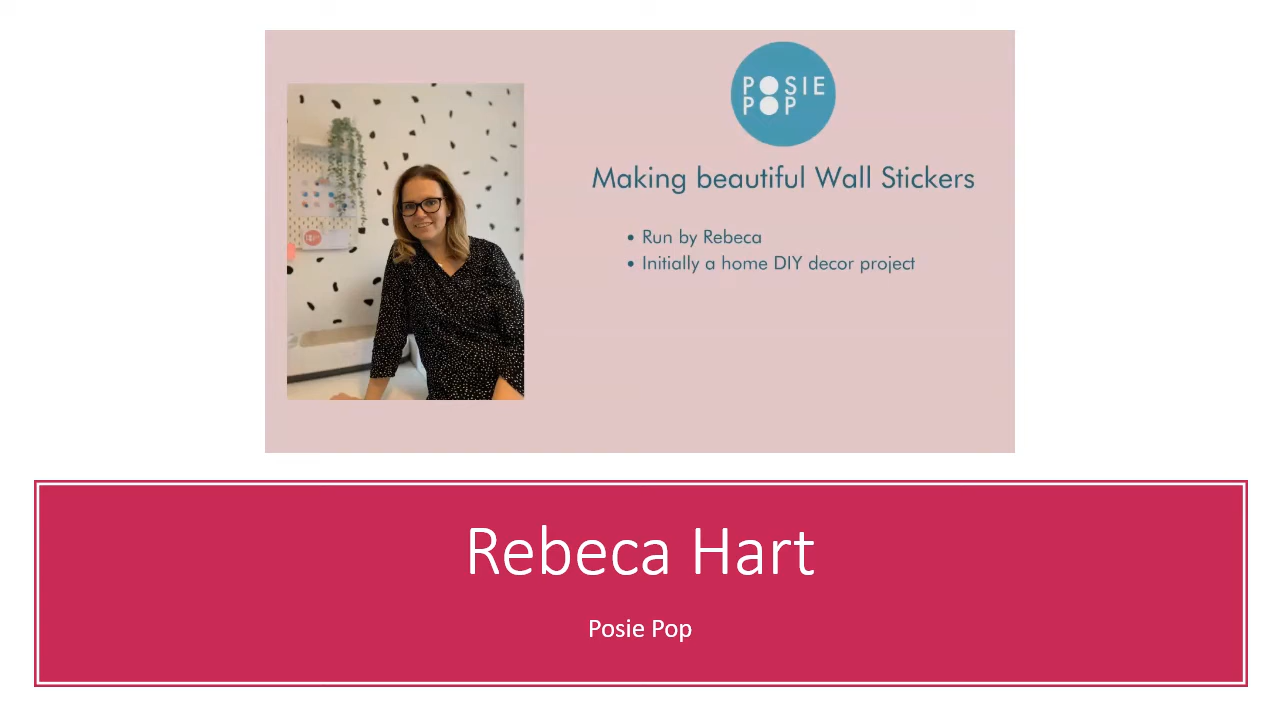 POSIE
POP
Making beautiful Wall Stickers
• Run by Rebeca
• Initially a home DIY decor project
Rebeca Hart
Posie Pop